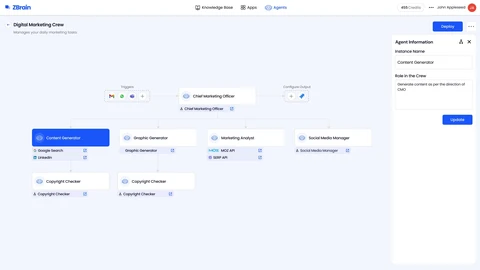 ZBrain
Knowledge Base
Apps
Agents
455 Credits
John Appleseed
Digital Marketing Crew
Manages your daily marketing tasks
Deploy
Triggers
Chief Marketing Officer
Chief Marketing Officer
Configure Output
Content Generator
Google Search
LinkedIn
Graphic Generator
Graphic Generator
Marketing Analyst
MOZ API
SERP API
Social Media Manager
Social Media Manager
Copyright Checker
Copyright Checker
Copyright Checker
Copyright Checker
Agent Information
Instance Name
Content Generator
Role in the Crew
Generate content as per the direction of
CMO
Update